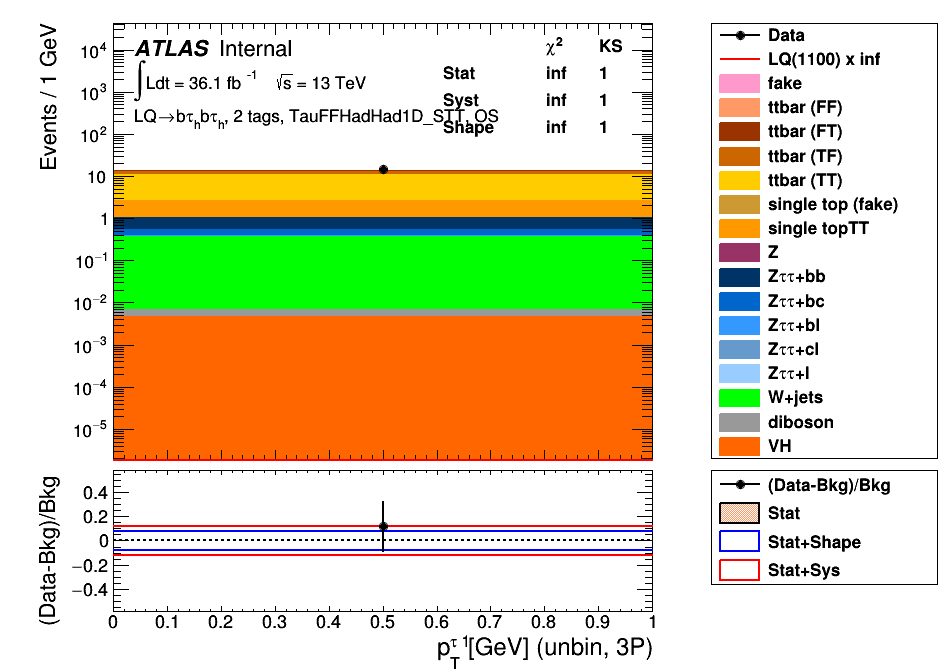 ATLAS Internal
∫Ldt = 36.1 fb⁻¹ √s = 13 TeV
LQ→bτhbτh, 2 tags, TauFFHadHad1D_STT, OS
χ² KS
Stat inf 1
Syst inf 1
Shape inf 1
Events / 1 GeV
10⁴
10³
10²
10
1
10⁻¹
10⁻²
10⁻³
10⁻⁴
10⁻⁵
Data
LQ(1100) x inf
fake
ttbar (FF)
ttbar (FT)
ttbar (TF)
ttbar (TT)
single top (fake)
single topTT
Z
Zττ+bb
Zττ+bc
Zττ+bl
Zττ+cl
Zττ+l
W+jets
diboson
VH
(Data-Bkg)/Bkg
0.4
0.2
0
−0.2
−0.4
0 0.1 0.2 0.3 0.4 0.5 0.6 0.7 0.8 0.9 1
pTτ 1[GeV] (unbin, 3P)
(Data-Bkg)/Bkg
Stat
Stat+Shape
Stat+Sys